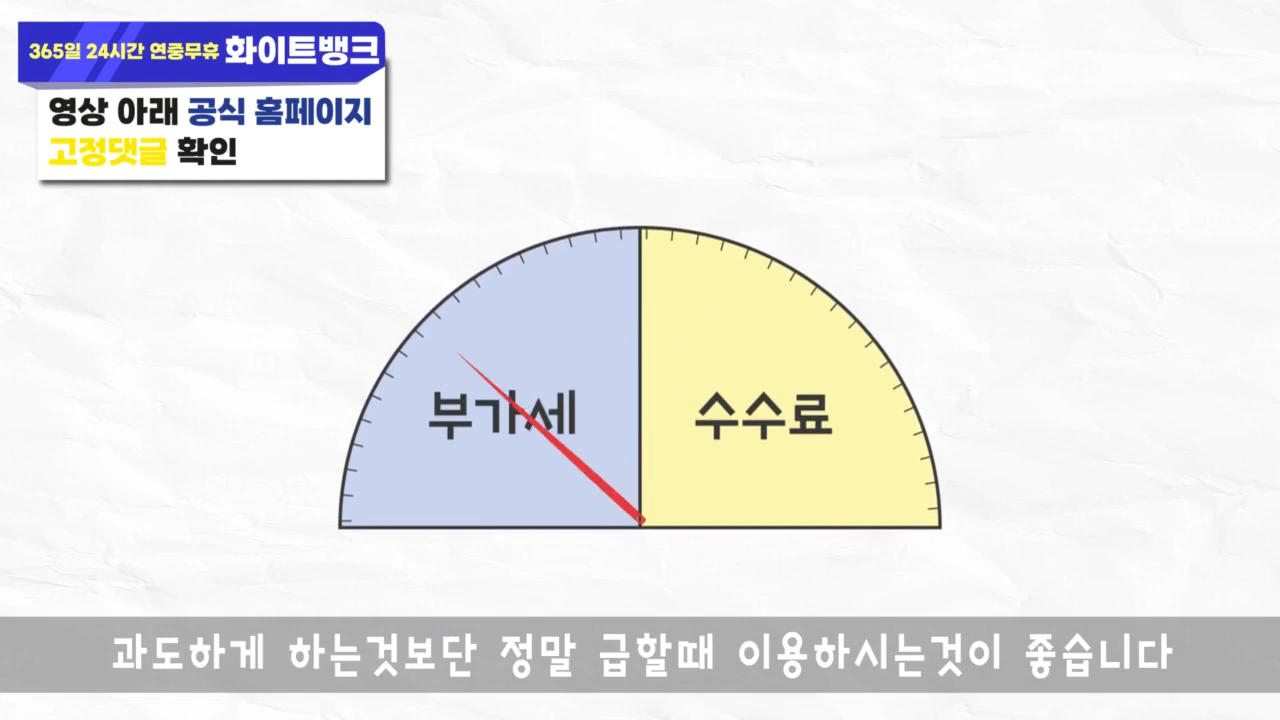 365일 24시간 연중무휴 화이트뱅크
영상 아래 공식 홈페이지
고정댓글 확인
부가세 수수료
과도하게 하는것보단 정말 급할때 이용하시는것이 좋습니다